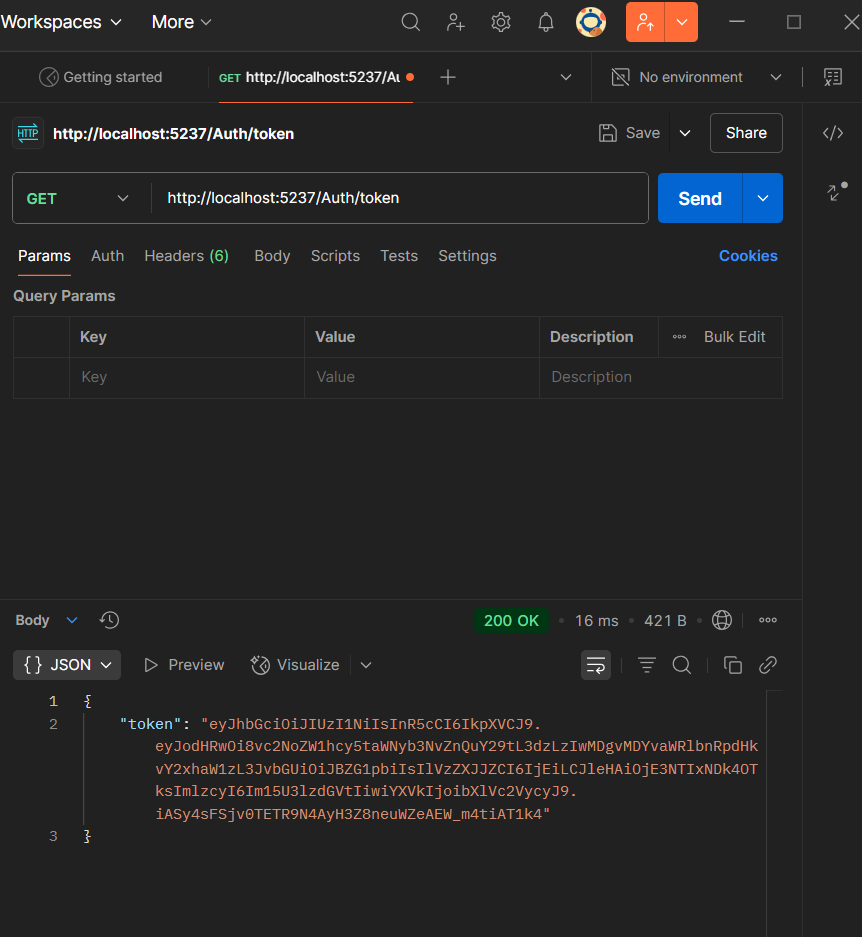 Workspaces More
Getting started GET http://localhost:5237/Au No environment
HTTP http://localhost:5237/Auth/token Save Share
GET http://localhost:5237/Auth/token Send
Params Auth Headers (6) Body Scripts Tests Settings Cookies
Query Params
Key Value Description Bulk Edit
Key Value Description
Body 200 OK 16 ms 421 B
{} JSON Preview Visualize
1 {
2 "token": "eyJhbGciOiJIUzI1NiIsInR5cCI6IkpXVCJ9.
eyJodHRwOi8vc2NoZW1hcy5taWNyb3NvZnQuY29tL3dzLzIwMDgvMDYvaWRlbnRpdHk
vY2xhaW1zL3JvbGUiOiJBZG1pbiIsIlVzZXJJZCI6IjEiLCJleHAiOjE3NTIxNDk4OT
ksImlzcyI6Im15U3lzdGVtIiwiYXVkIjoibXlVc2VycyJ9.
iASy4sFSjv0TETR9N4AyH3Z8neuWZeAEW_m4tiAT1k4"
3 }